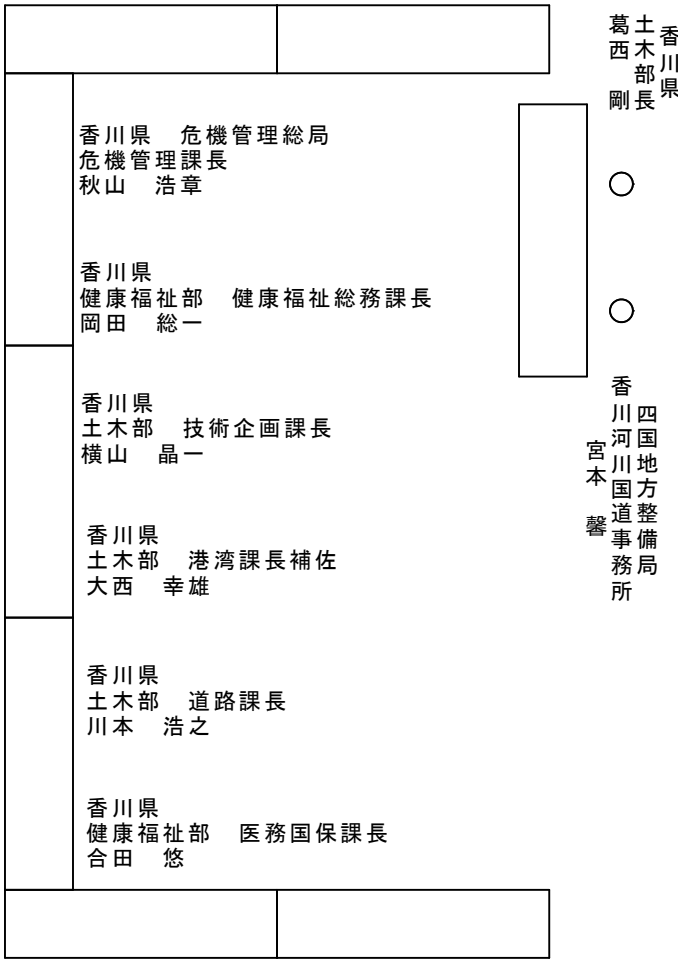 香川県
土木部長
葛西　剛
香川県　危機管理総局
危機管理課長
秋山　浩章
香川県
健康福祉部　健康福祉総務課長
岡田　総一
香川県
土木部　技術企画課長
横山　晶一
香川県
土木部　港湾課長補佐
大西　幸雄
香川県
土木部　道路課長
川本　浩之
香川県
健康福祉部　医務国保課長
合田　悠
四国地方整備局
香川河川国道事務所
宮本　馨